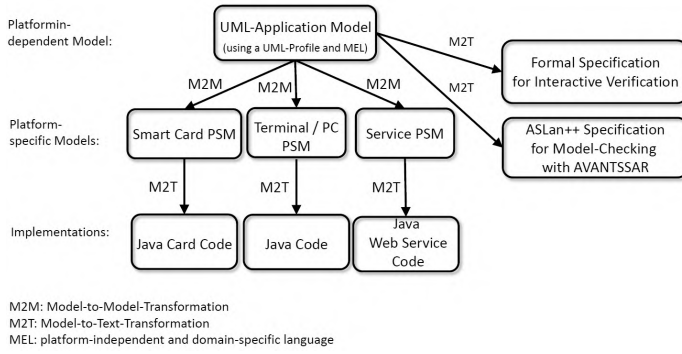 Platformin-
dependent Model:
UML-Application Model
(using a UML-Profile and MEL)
M2T
M2T
Formal Specification
for Interactive Verification
M2M
M2M
M2M
Platform-
specific Models:
Smart Card PSM
Terminal / PC
PSM
Service PSM
ASLan++ Specification
for Model-Checking
with AVANTSSAR
M2T
M2T
M2T
Implementations:
Java Card Code
Java Code
Java
Web Service
Code
M2M: Model-to-Model-Transformation
M2T: Model-to-Text-Transformation
MEL: platform-independent and domain-specific language